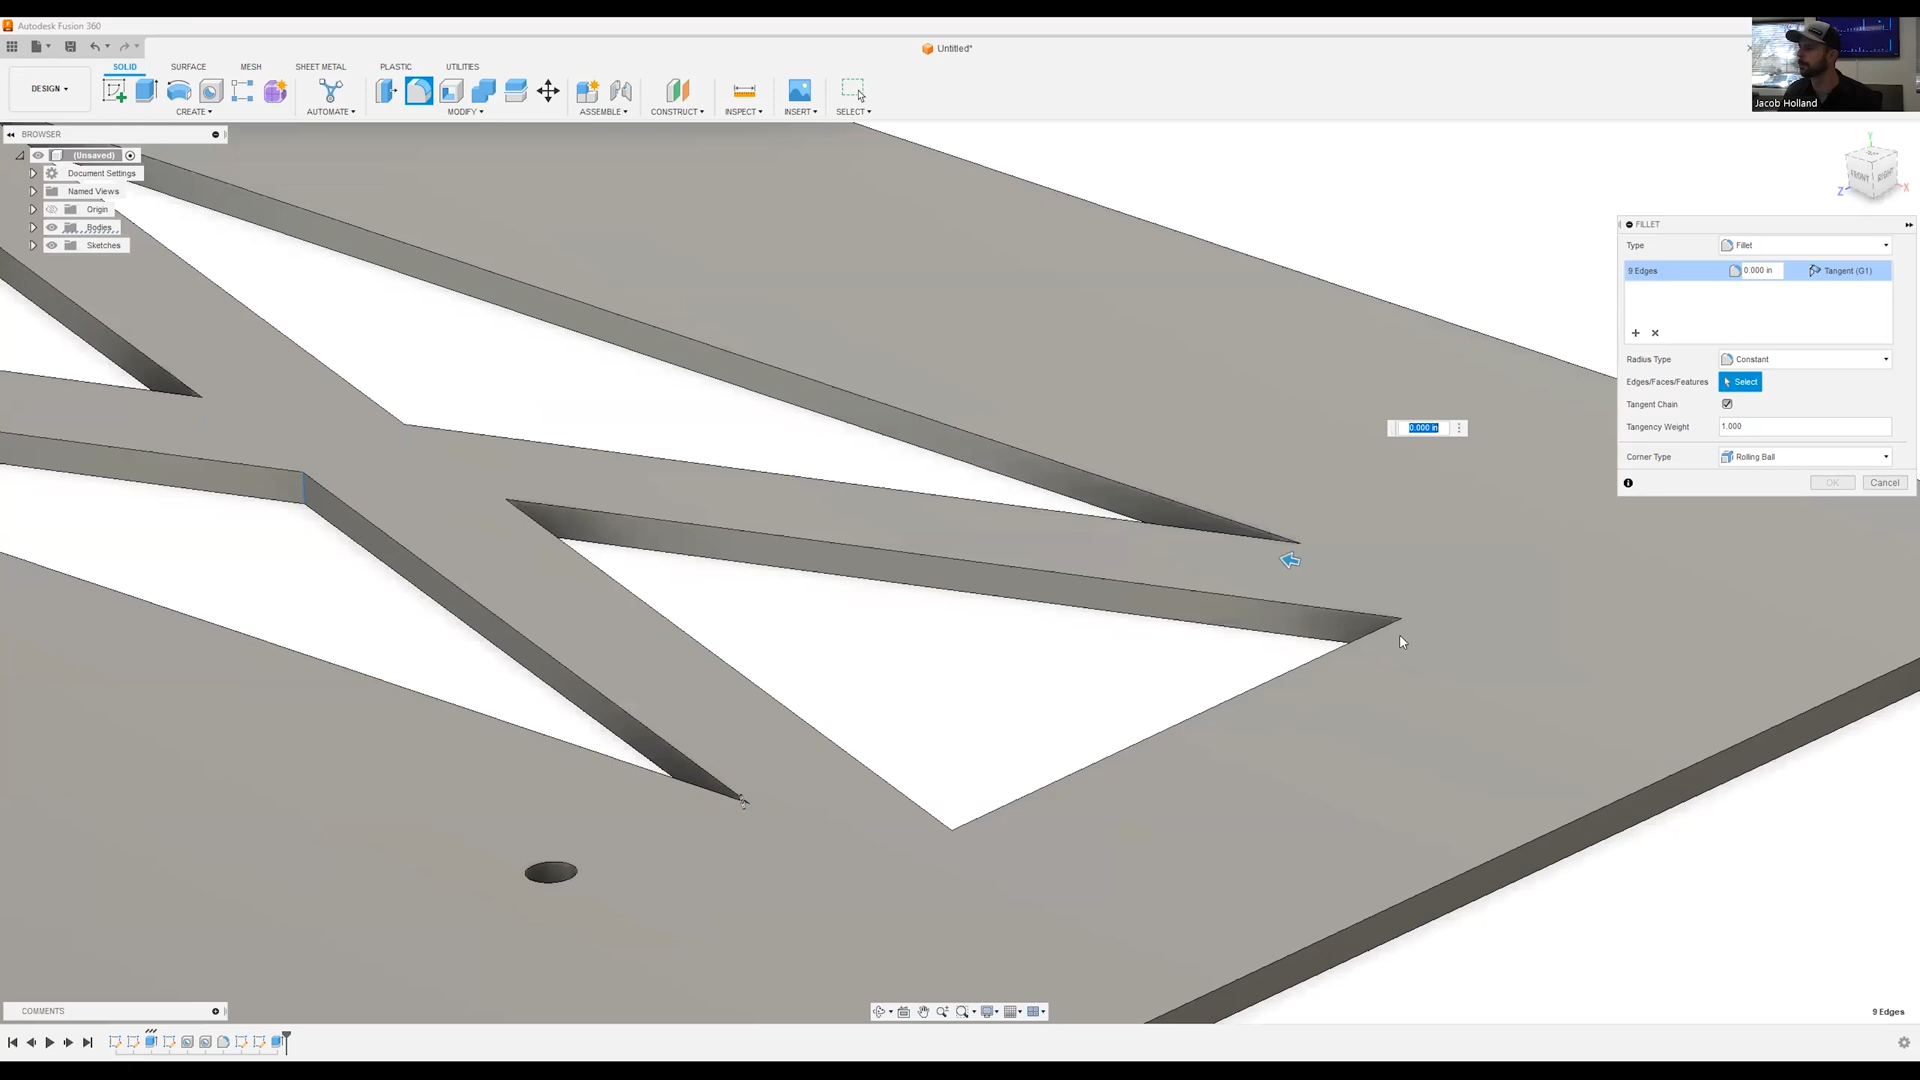 Autodesk Fusion 360
Untitled*
DESIGN
SOLID SURFACE MESH SHEET METAL PLASTIC UTILITIES
CREATE AUTOMATE MODIFY ASSEMBLE CONSTRUCT INSPECT INSERT SELECT
Jacob Holland
BROWSER
(Unsaved)
Document Settings
Named Views
Origin
Bodies
Sketches
Y
FRONT RIGHT
Z X
FILLET
Type Fillet
9 Edges 0.000 in Tangent (G1)
Radius Type Constant
Edges/Faces/Features Select
Tangent Chain
Tangency Weight 1.000
Corner Type Rolling Ball
OK Cancel
0.000 in
COMMENTS
9 Edges